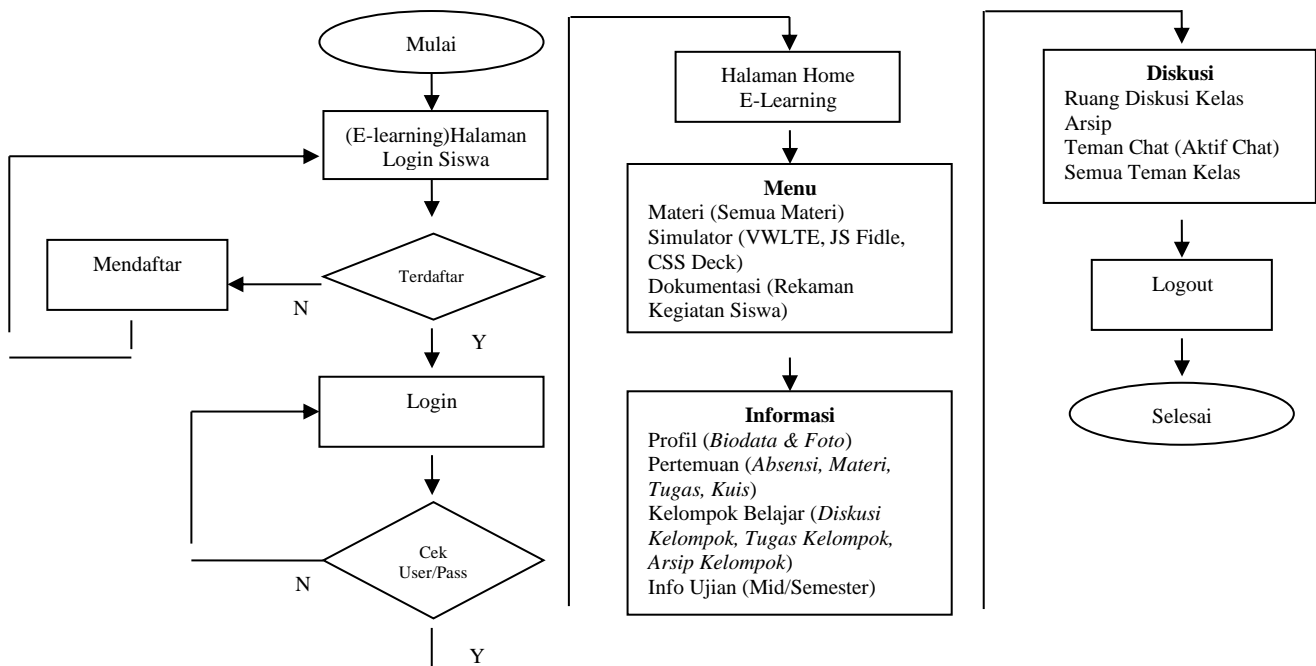 Mulai
(E-learning)Halaman
Login Siswa
Terdaftar
N
Mendaftar
Y
Login
Cek
User/Pass
N
Y
Halaman Home
E-Learning
Menu
Materi (Semua Materi)
Simulator (VWLTE, JS Fidle,
CSS Deck)
Dokumentasi (Rekaman
Kegiatan Siswa)
Informasi
Profil (Biodata & Foto)
Pertemuan (Absensi, Materi,
Tugas, Kuis)
Kelompok Belajar (Diskusi
Kelompok, Tugas Kelompok,
Arsip Kelompok)
Info Ujian (Mid/Semester)
Diskusi
Ruang Diskusi Kelas
Arsip
Teman Chat (Aktif Chat)
Semua Teman Kelas
Logout
Selesai